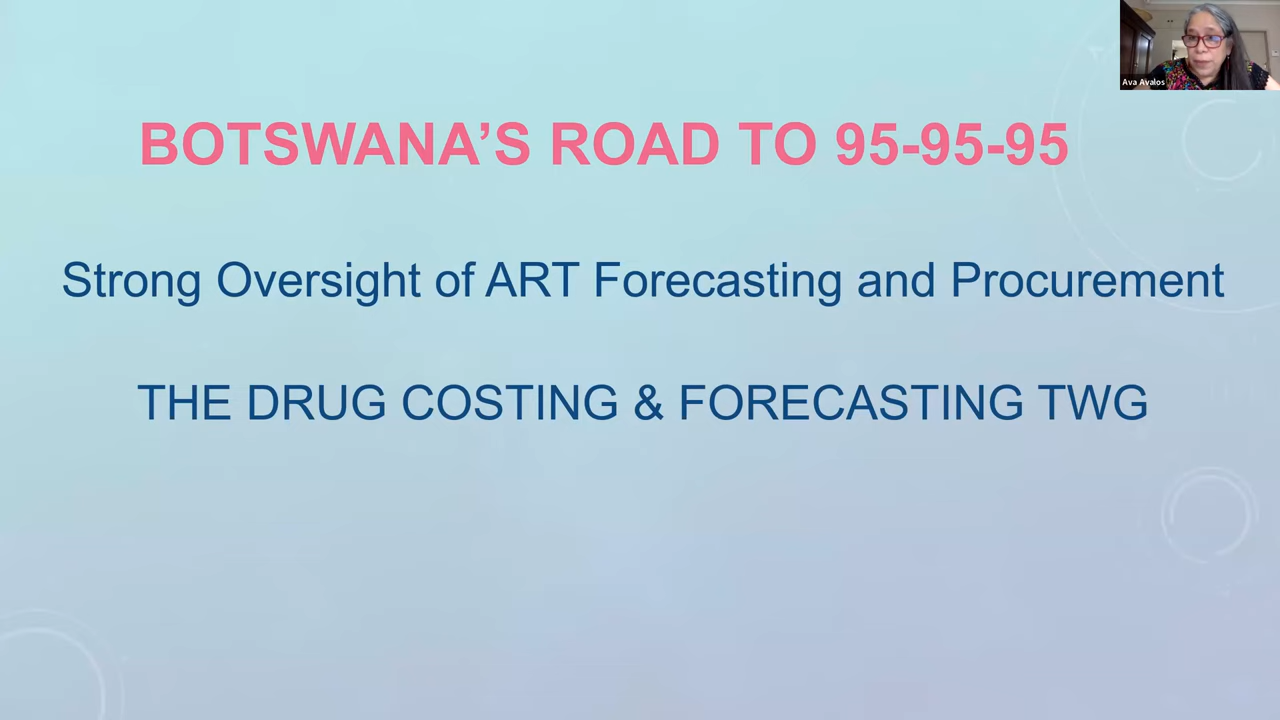 BOTSWANA’S ROAD TO 95-95-95
Strong Oversight of ART Forecasting and Procurement
THE DRUG COSTING & FORECASTING TWG
Ava Avalos